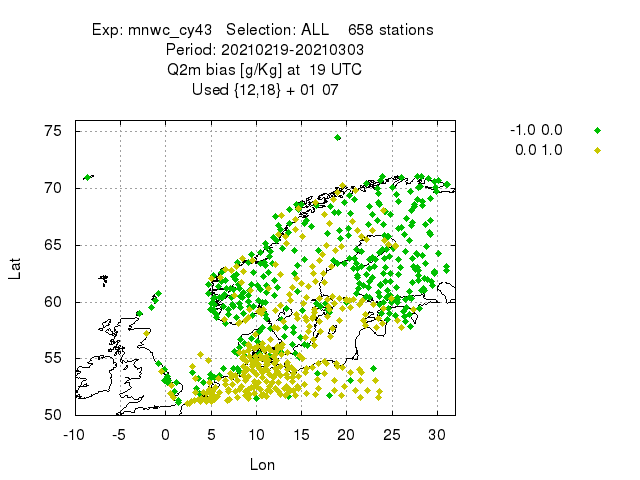 Exp: mnwc_cy43 Selection: ALL 658 stations
Period: 20210219-20210303
Q2m bias [g/Kg] at 19 UTC
Used {12,18} + 01 07
-1.0 0.0
0.0 1.0
75
70
65
60
55
50
Lat
-10 -5 0 5 10 15 20 25 30
Lon